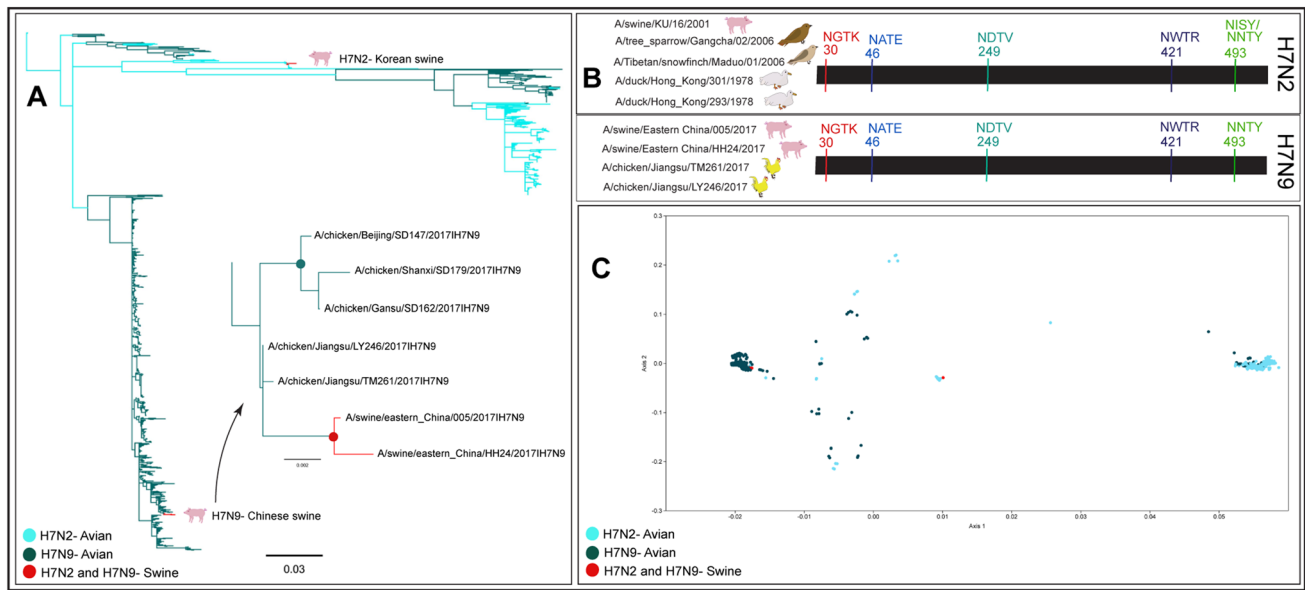 A
H7N2- Korean swine
A/chicken/Beijing/SD147/2017IH7N9
A/chicken/Shanxi/SD179/2017IH7N9
A/chicken/Gansu/SD162/2017IH7N9
A/chicken/Jiangsu/LY246/2017IH7N9
A/chicken/Jiangsu/TM261/2017IH7N9
A/swine/eastern_China/005/2017IH7N9
A/swine/eastern_China/HH24/2017IH7N9
0.002
H7N9- Chinese swine
H7N2- Avian
H7N9- Avian
H7N2 and H7N9- Swine
0.03
B
A/swine/KU/16/2001
A/tree_sparrow/Gangcha/02/2006
A/Tibetan/snowfinch/Maduo/01/2006
A/duck/Hong_Kong/301/1978
A/duck/Hong_Kong/293/1978
NGTK
30
NATE
46
NDTV
249
NWTR
421
NISY/
NNTY
493
H7N2
A/swine/Eastern China/005/2017
A/swine/Eastern China/HH24/2017
A/chicken/Jiangsu/TM261/2017
A/chicken/Jiangsu/LY246/2017
NGTK
30
NATE
46
NDTV
249
NWTR
421
NNTY
493
H7N9
C
0.3
0.2
0.1
0.0
-0.1
-0.2
-0.3
Axis 2
-0.02
-0.01
0.00
0.01
0.02
0.03
0.04
0.05
Axis 1
H7N2- Avian
H7N9- Avian
H7N2 and H7N9- Swine